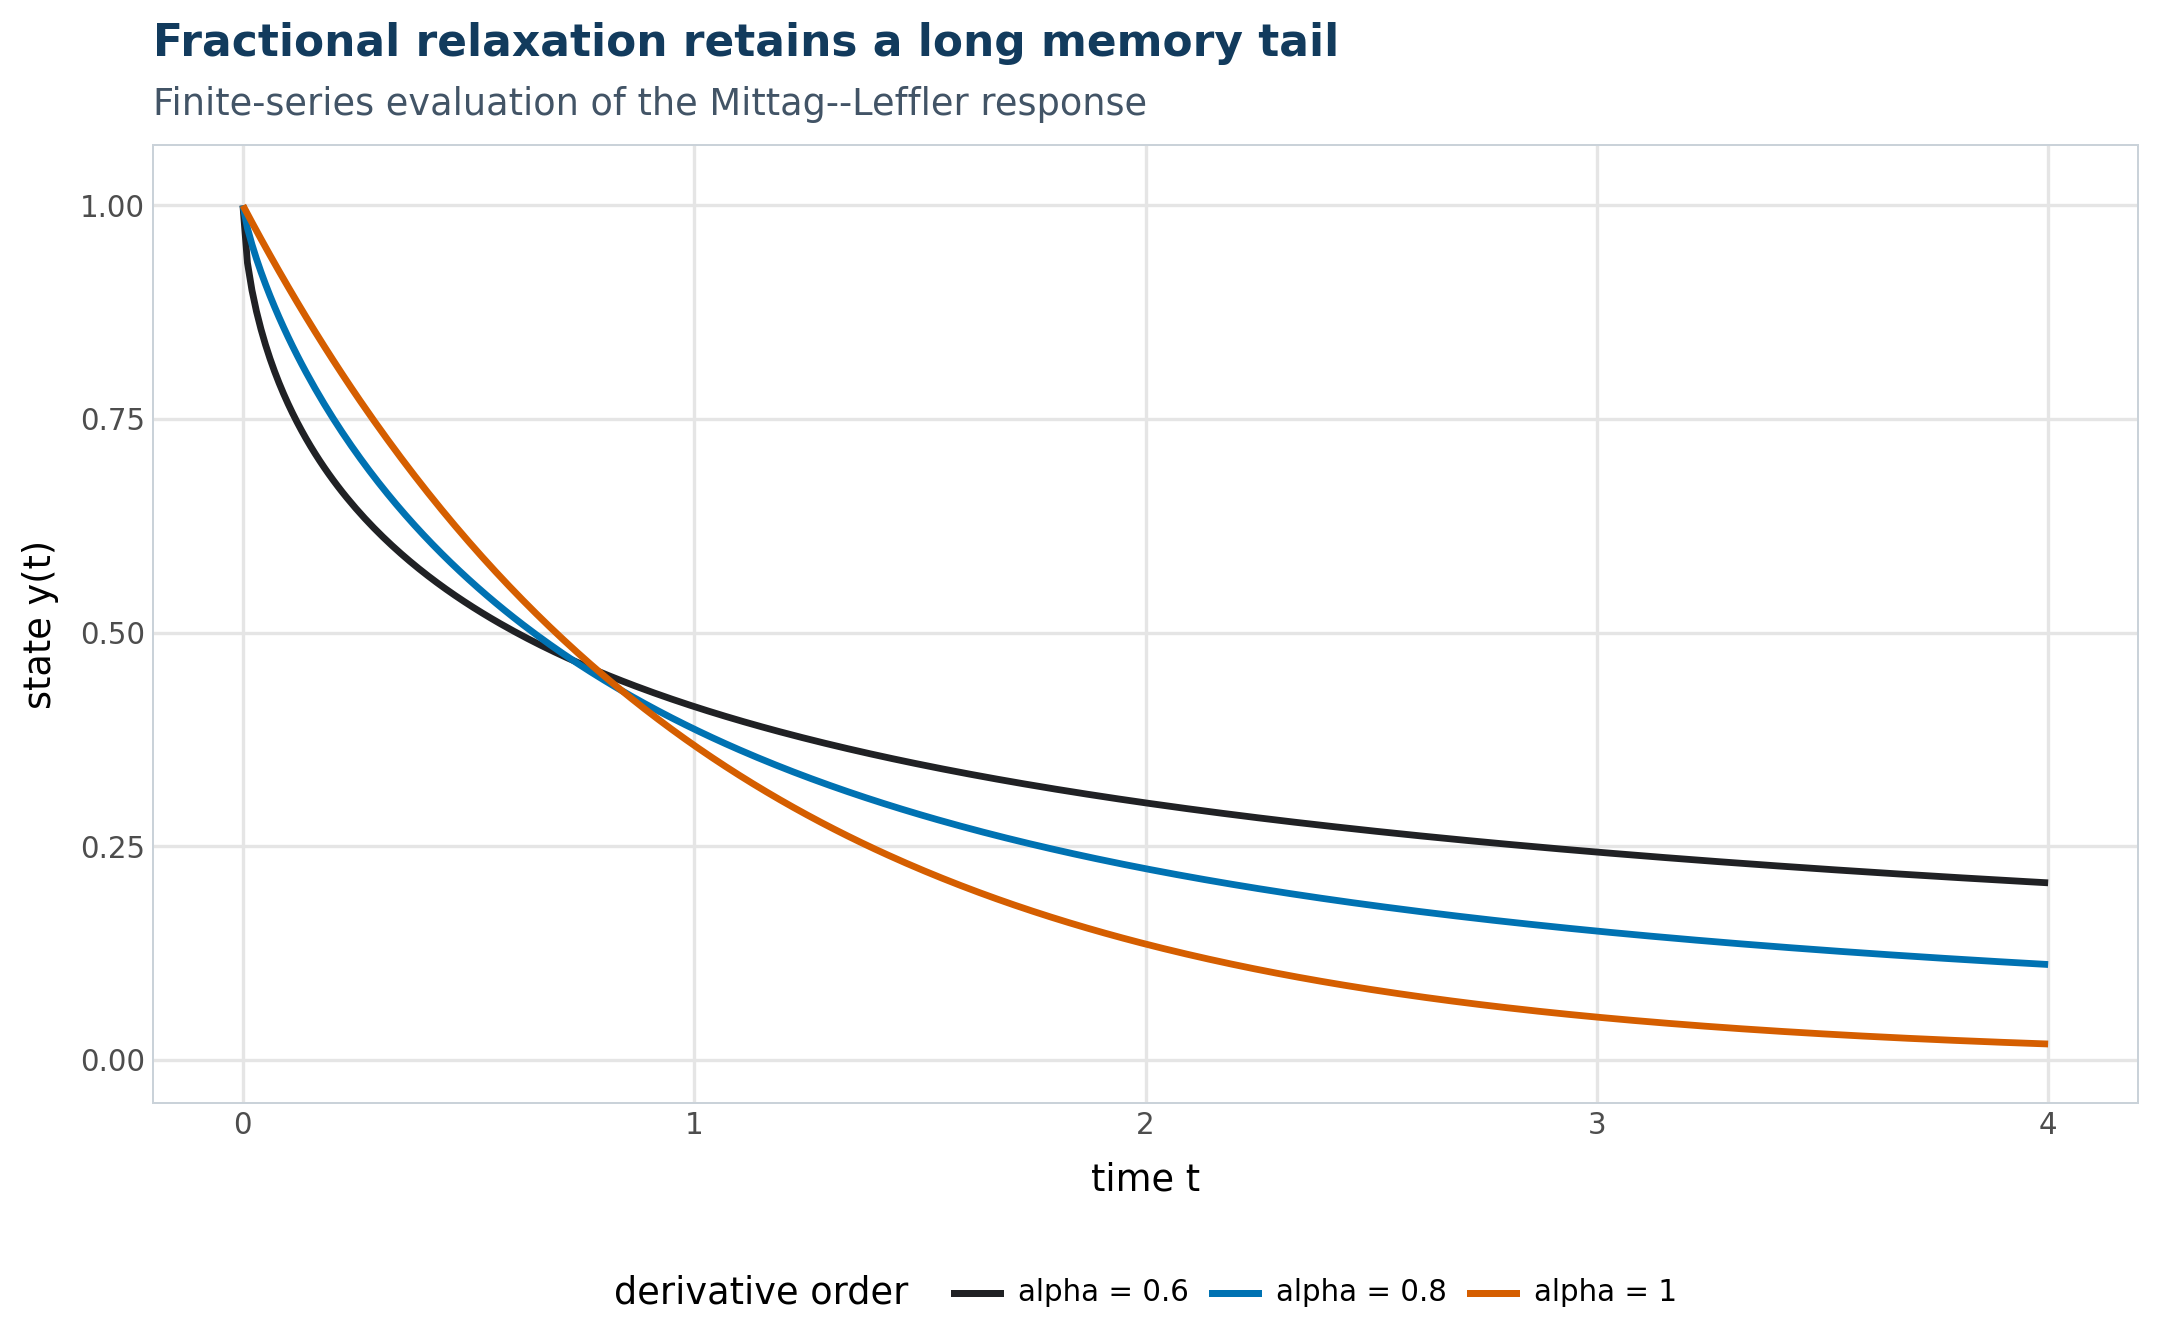 Fractional relaxation retains a long memory tail
Finite-series evaluation of the Mittag--Leffler response
state y(t)
1.00
0.75
0.50
0.25
0.00
0 1 2 3 4
time t
derivative order alpha = 0.6 alpha = 0.8 alpha = 1